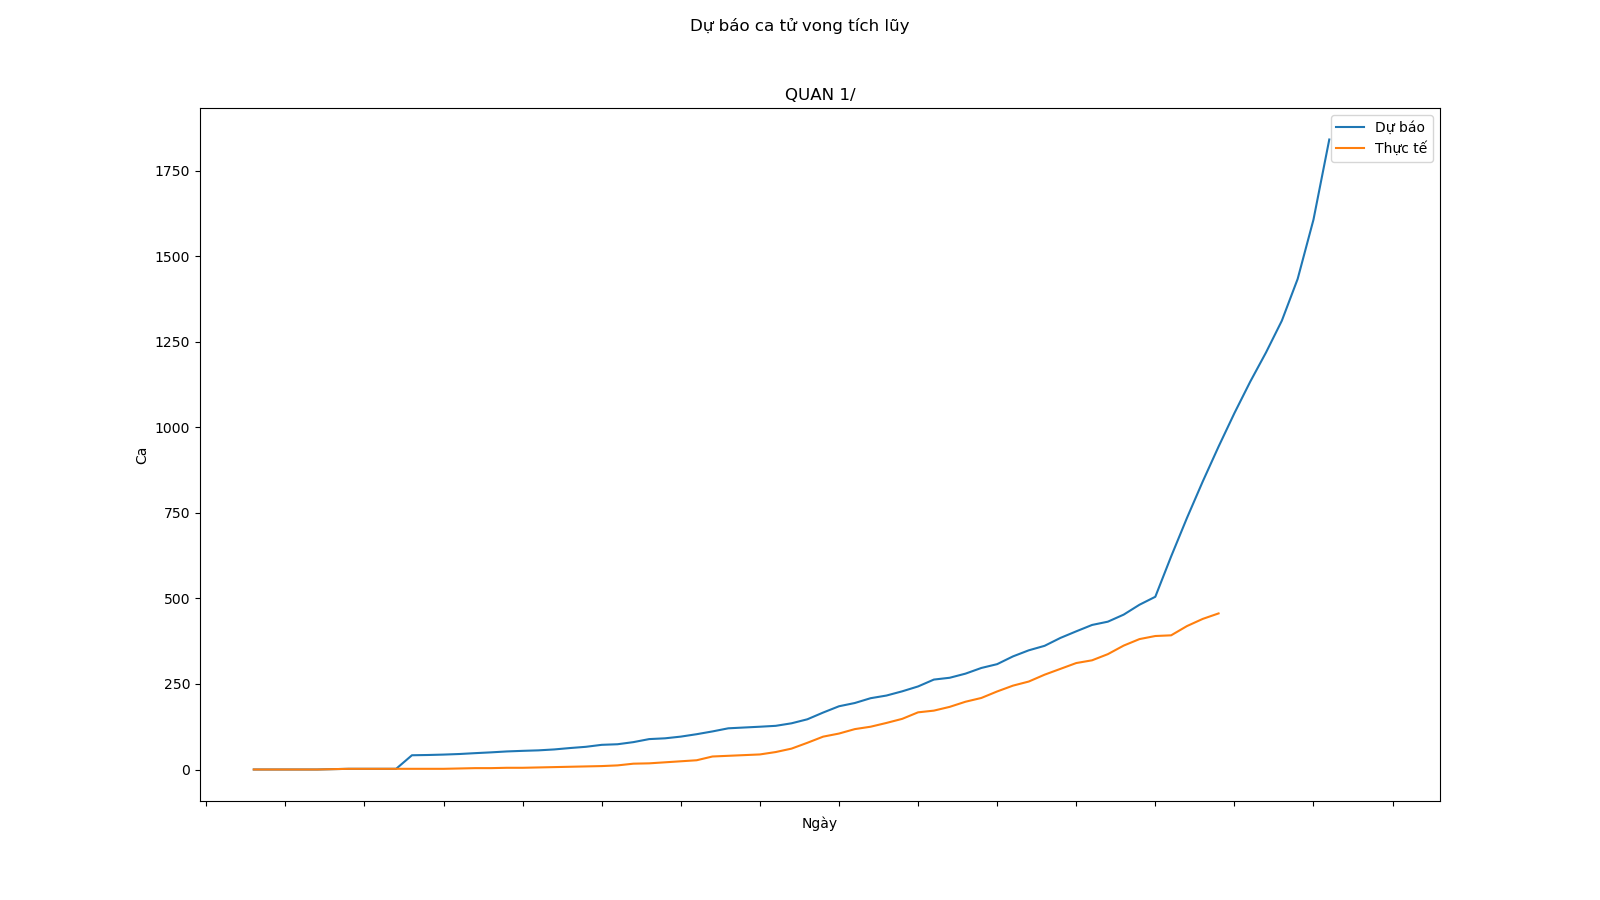 Dự báo ca tử vong tích lũy
QUAN 1/
Dự báo
Thực tế
1750
1500
1250
1000
750
500
250
0
Ca
Ngày